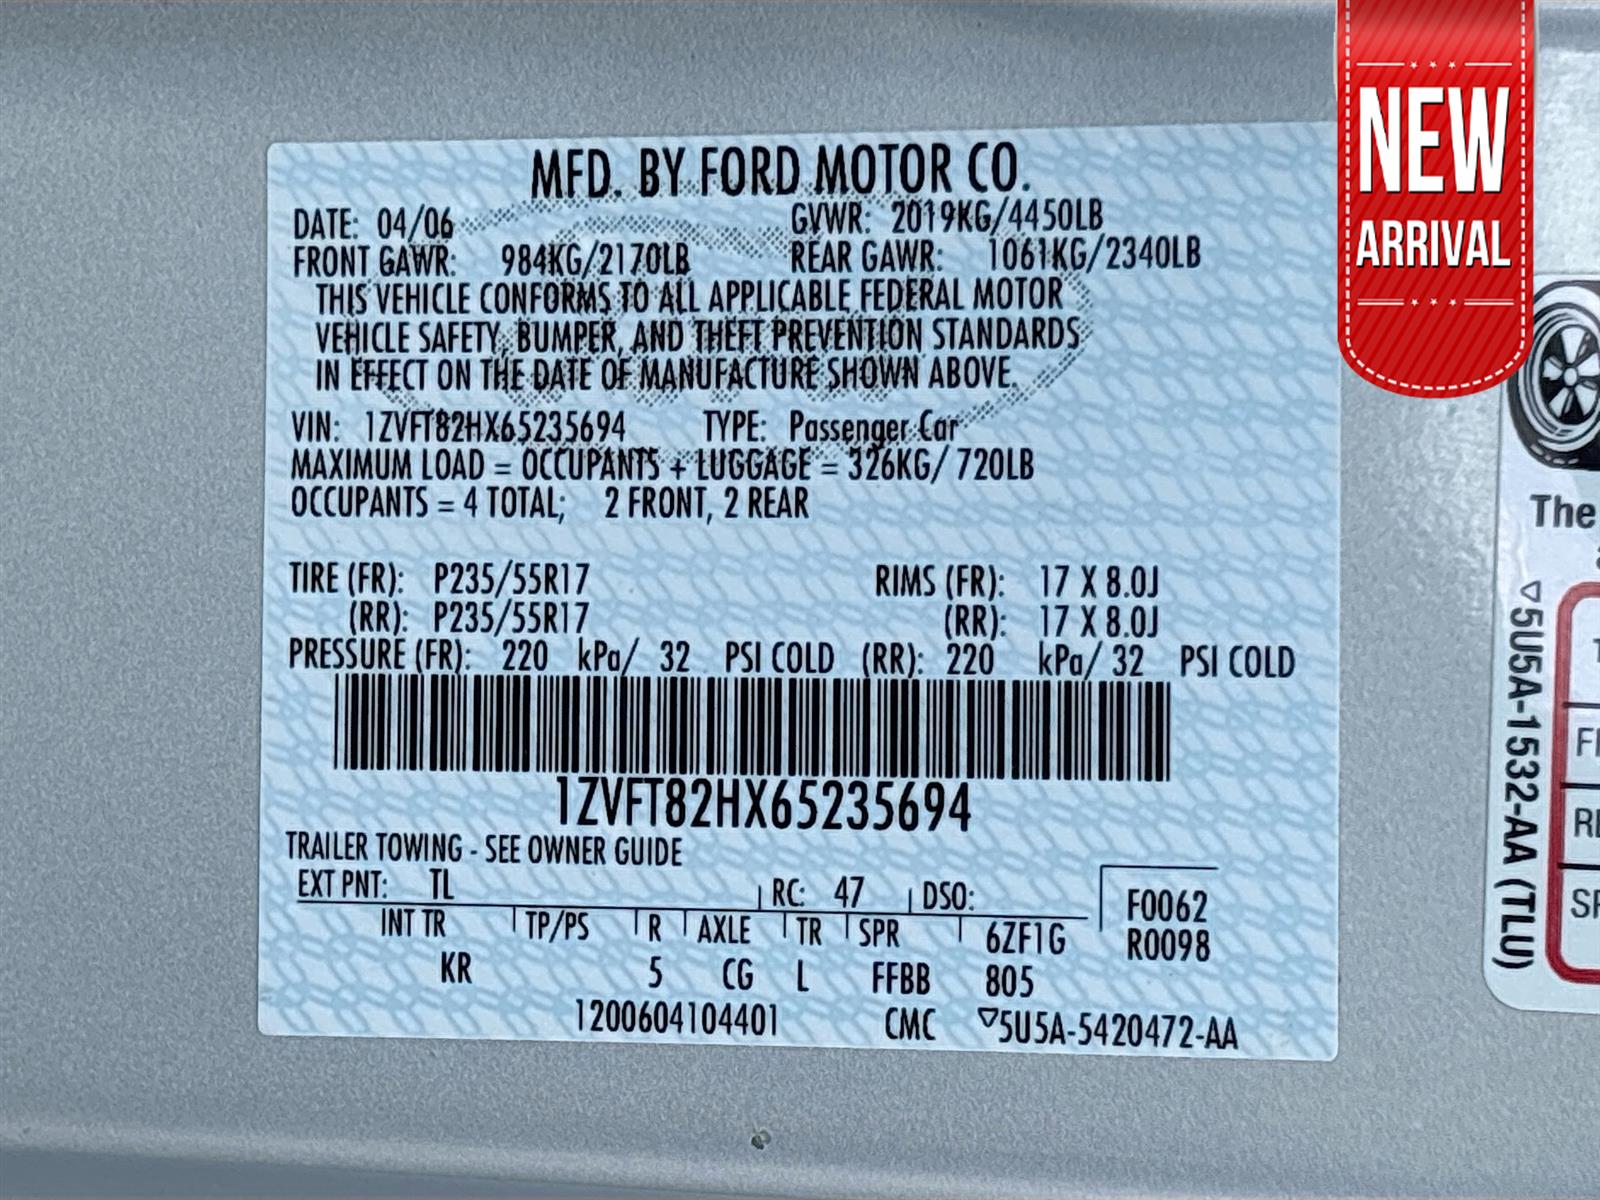 NEW
ARRIVAL
MFD. BY FORD MOTOR CO.
DATE: 04/06 GVWR: 2019KG/4450LB
FRONT GAWR: 984KG/2170LB REAR GAWR: 1061KG/2340LB
THIS VEHICLE CONFORMS TO ALL APPLICABLE FEDERAL MOTOR
VEHICLE SAFETY, BUMPER, AND THEFT PREVENTION STANDARDS
IN EFFECT ON THE DATE OF MANUFACTURE SHOWN ABOVE.
VIN: 1ZVFT82HX65235694 TYPE: Passenger Car
MAXIMUM LOAD = OCCUPANTS + LUGGAGE = 326KG/ 720LB
OCCUPANTS = 4 TOTAL; 2 FRONT, 2 REAR
TIRE (FR): P235/55R17 RIMS (FR): 17 X 8.0J
(RR): P235/55R17 (RR): 17 X 8.0J
PRESSURE (FR): 220 kPa/ 32 PSI COLD (RR): 220 kPa/ 32 PSI COLD
1ZVFT82HX65235694
TRAILER TOWING - SEE OWNER GUIDE
EXT PNT: TL RC: 47 DSO:
F0062
R0098
INT TR TP/PS R AXLE TR SPR 6ZF1G
KR 5 CG L FFBB 805
1200604104401 CMC ▽5U5A-5420472-AA
The
▽5U5A-1532-AA (TLU)